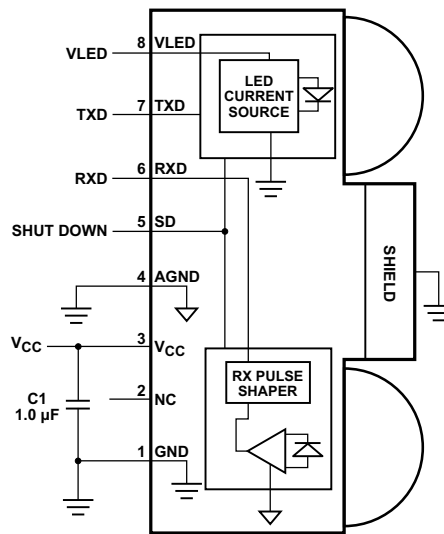 8 VLED
VLED
LED
CURRENT
SOURCE
7 TXD
TXD
6 RXD
RXD
5 SD
SHUT DOWN
SHIELD
4 AGND
VCC
3 VCC
RX PULSE
SHAPER
2 NC
C1
1.0 µF
1 GND